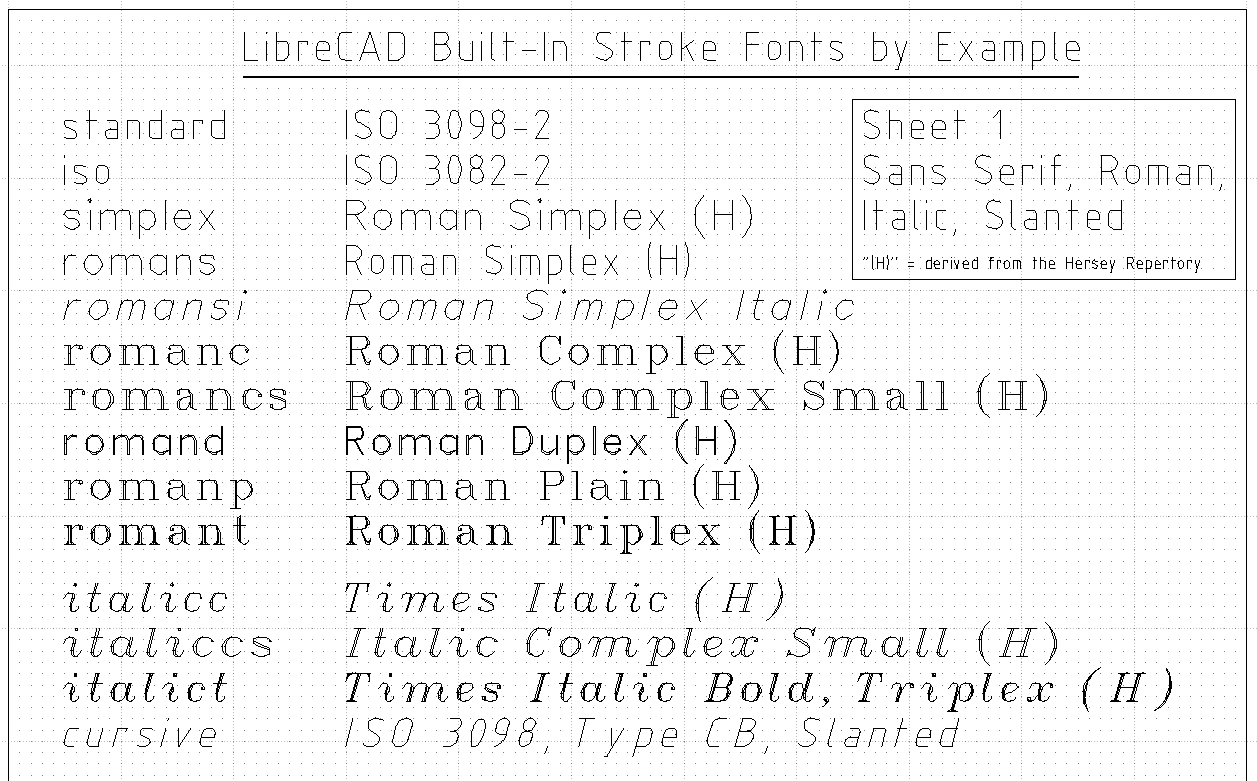 LibreCAD Built-In Stroke Fonts by Example
standard ISO 3098-2
iso ISO 3082-2
simplex Roman Simplex (H)
romans Roman Simplex (H)
romansi Roman Simplex Italic
romanc Roman Complex (H)
romancs Roman Complex Small (H)
romand Roman Duplex (H)
romanp Roman Plain (H)
romant Roman Triplex (H)
italicc Times Italic (H)
italiccs Italic Complex Small (H)
italict Times Italic Bold, Triplex (H)
cursive ISO 3098, Type CB, Slanted
Sheet 1
Sans Serif, Roman,
Italic, Slanted
"(H)" = derived from the Hersey Repertory